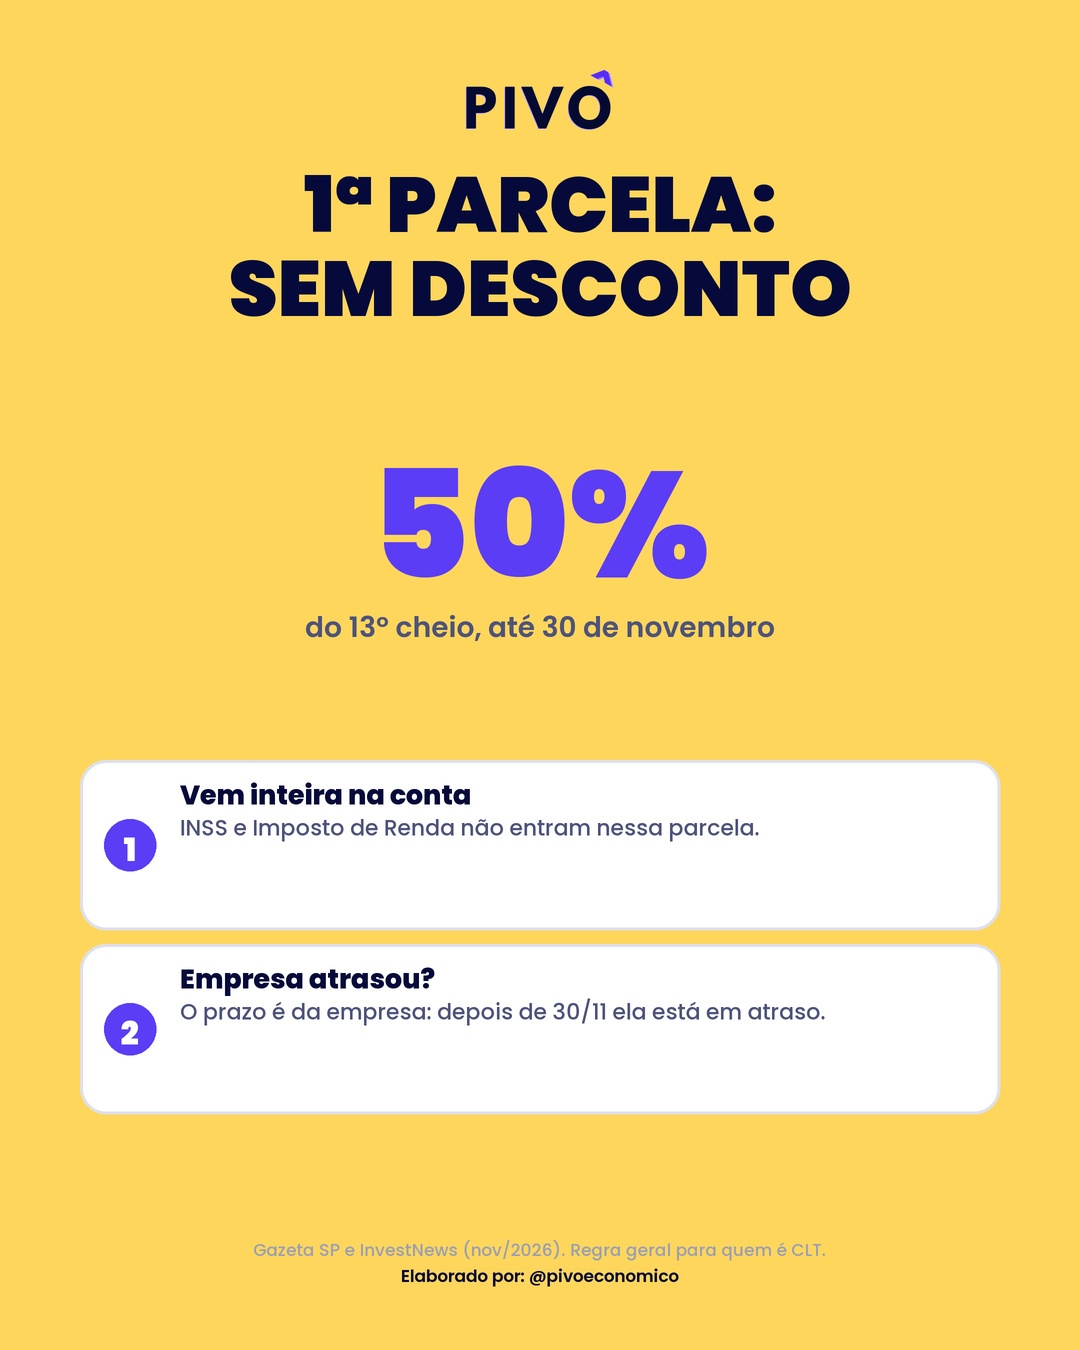 PIVÔ
1ª PARCELA:
SEM DESCONTO
50%
do 13º cheio, até 30 de novembro
Vem inteira na conta
1
INSS e Imposto de Renda não entram nessa parcela.
Empresa atrasou?
2
O prazo é da empresa: depois de 30/11 ela está em atraso.
Gazeta SP e InvestNews (nov/2026). Regra geral para quem é CLT.
Elaborado por: @pivoeconomico